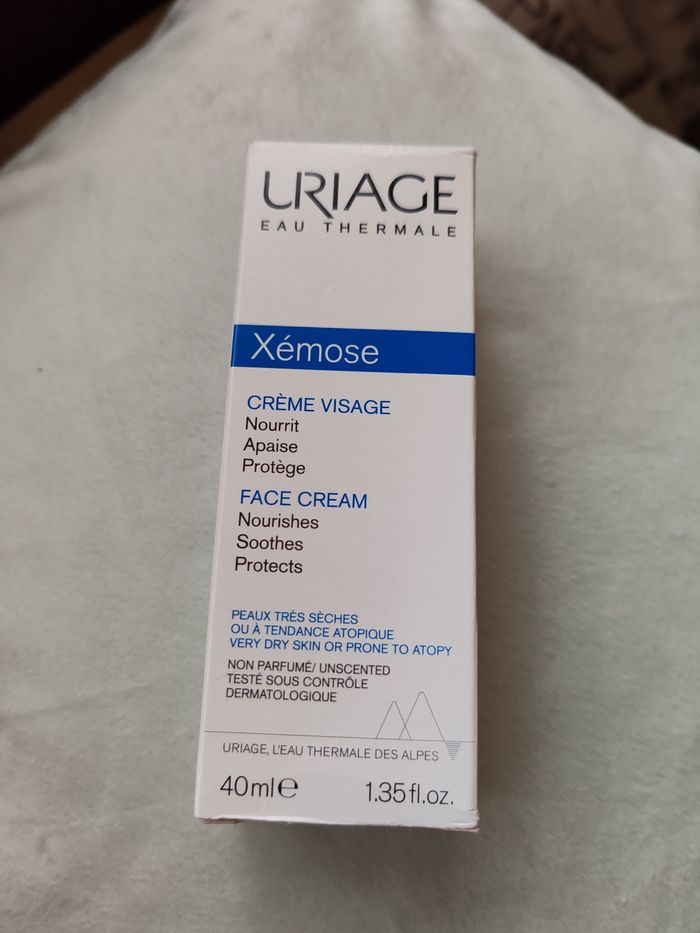 URIAGE
EAU THERMALE
Xémose
CRÈME VISAGE
Nourrit
Apaise
Protège
FACE CREAM
Nourishes
Soothes
Protects
PEAUX TRÈS SÈCHES
OU À TENDANCE ATOPIQUE
VERY DRY SKIN OR PRONE TO ATOPY
NON PARFUMÉ/ UNSCENTED
TESTÉ SOUS CONTRÔLE
DERMATOLOGIQUE
URIAGE, L'EAU THERMALE DES ALPES
40ml℮ 1.35fl.oz.